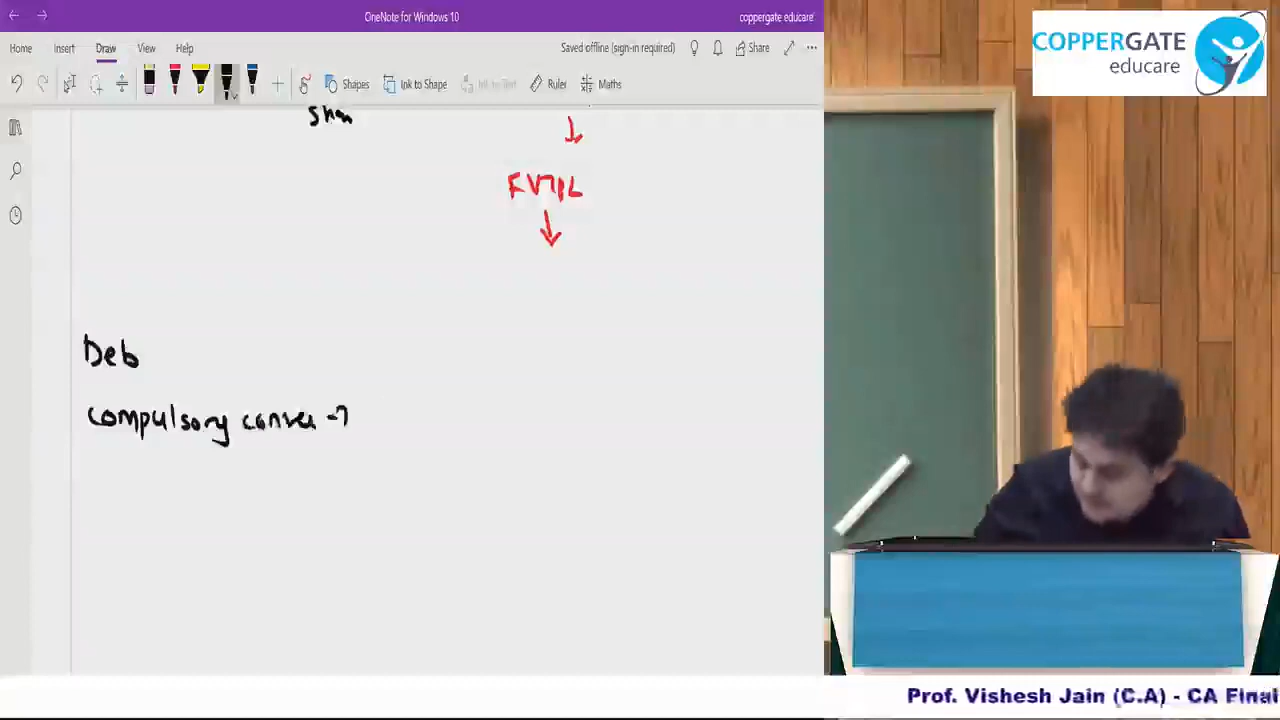 OneNote for Windows 10
coppergate educare
Home Insert Draw View Help
Saved offline (sign-in required) Share
Shapes Ink to Shape Ink to Text Ruler Maths
COPPERGATE
educare
FVTPL
Deb
compulsory conver →
Prof. Vishesh Jain (C.A) - CA Final